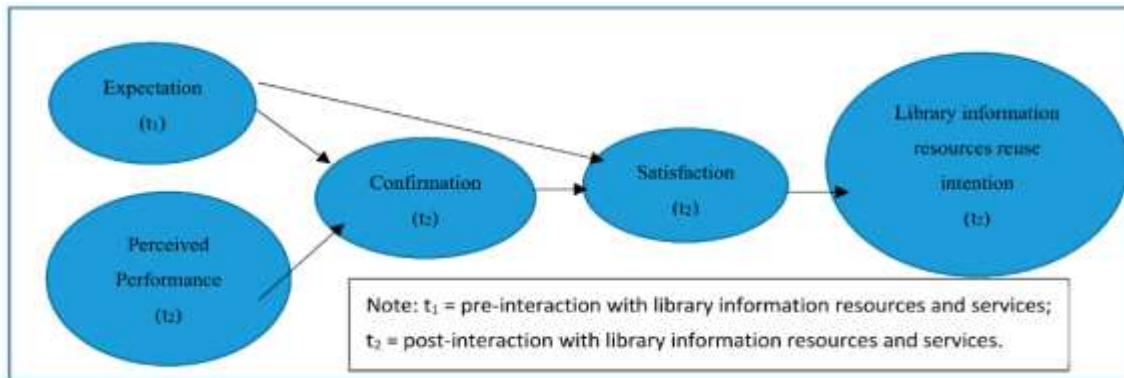 Expectation
(t₁)
Perceived
Performance
(t₂)
Confirmation
(t₂)
Satisfaction
(t₂)
Library information
resources reuse
intention
(t₂)
Note: t₁ = pre-interaction with library information resources and services;
t₂ = post-interaction with library information resources and services.